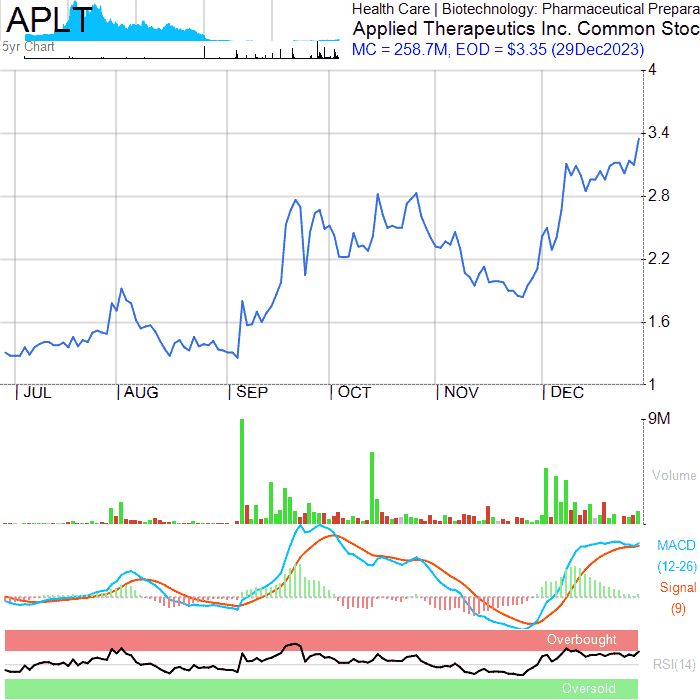 APLT
5yr Chart
Health Care | Biotechnology: Pharmaceutical Prepara
Applied Therapeutics Inc. Common Stoc
MC = 258.7M, EOD = $3.35 (29Dec2023)
4
3.4
2.8
2.2
1.6
1
JUL AUG SEP OCT NOV DEC
9M
Volume
MACD
(12-26)
Signal
(9)
Overbought
RSI(14)
Oversold